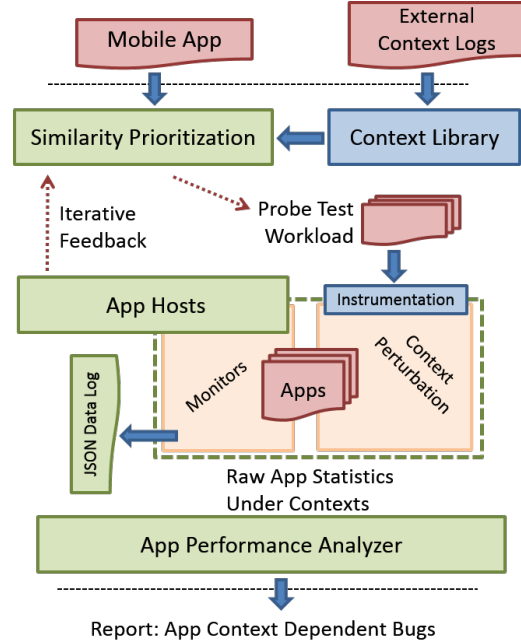 Mobile App
External
Context Logs
Similarity Prioritization
Context Library
Iterative
Feedback
Probe Test
Workload
App Hosts
Instrumentation
Monitors
Apps
Context
Perturbation
JSON Data Log
Raw App Statistics
Under Contexts
App Performance Analyzer
Report: App Context Dependent Bugs